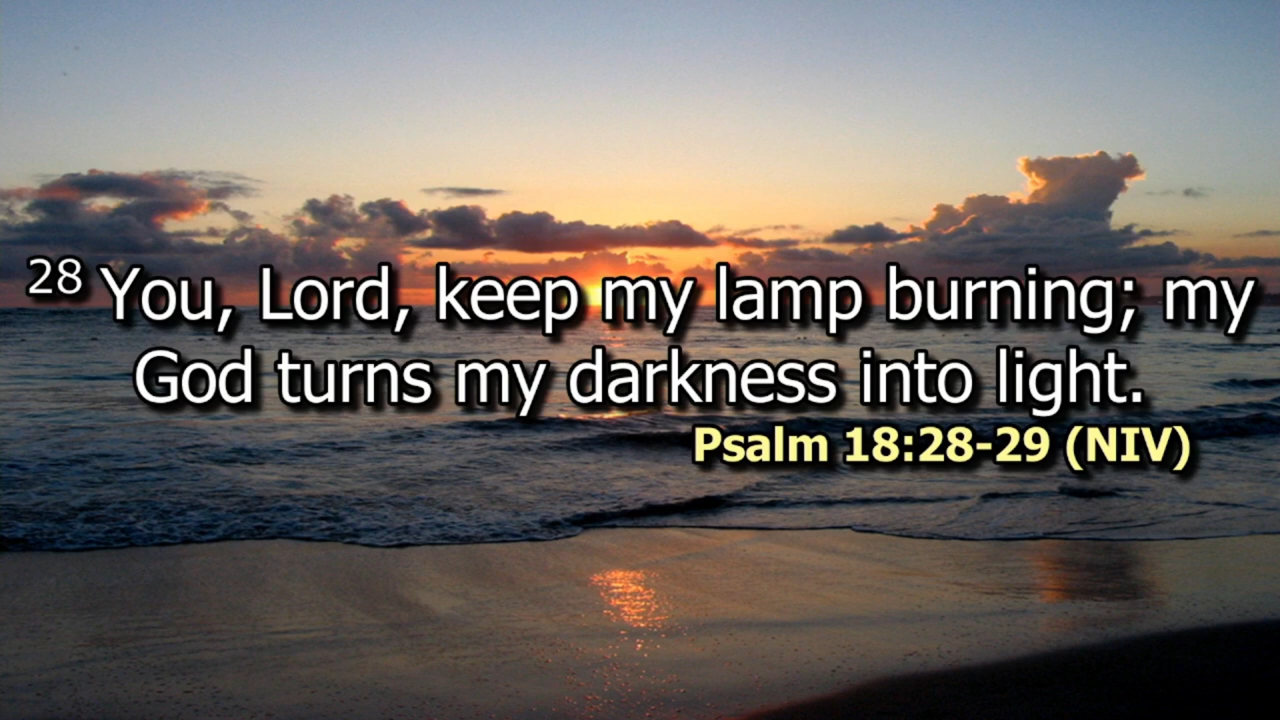 28 You, Lord, keep my lamp burning; my
God turns my darkness into light.
Psalm 18:28-29 (NIV)